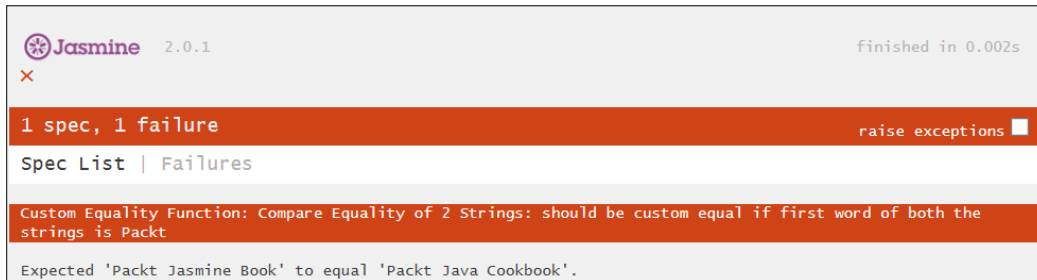 Jasmine 2.0.1 finished in 0.002s
1 spec, 1 failure raise exceptions
Spec List | Failures
Custom Equality Function: Compare Equality of 2 Strings: should be custom equal if first word of both the
strings is Packt
Expected 'Packt Jasmine Book' to equal 'Packt Java Cookbook'.